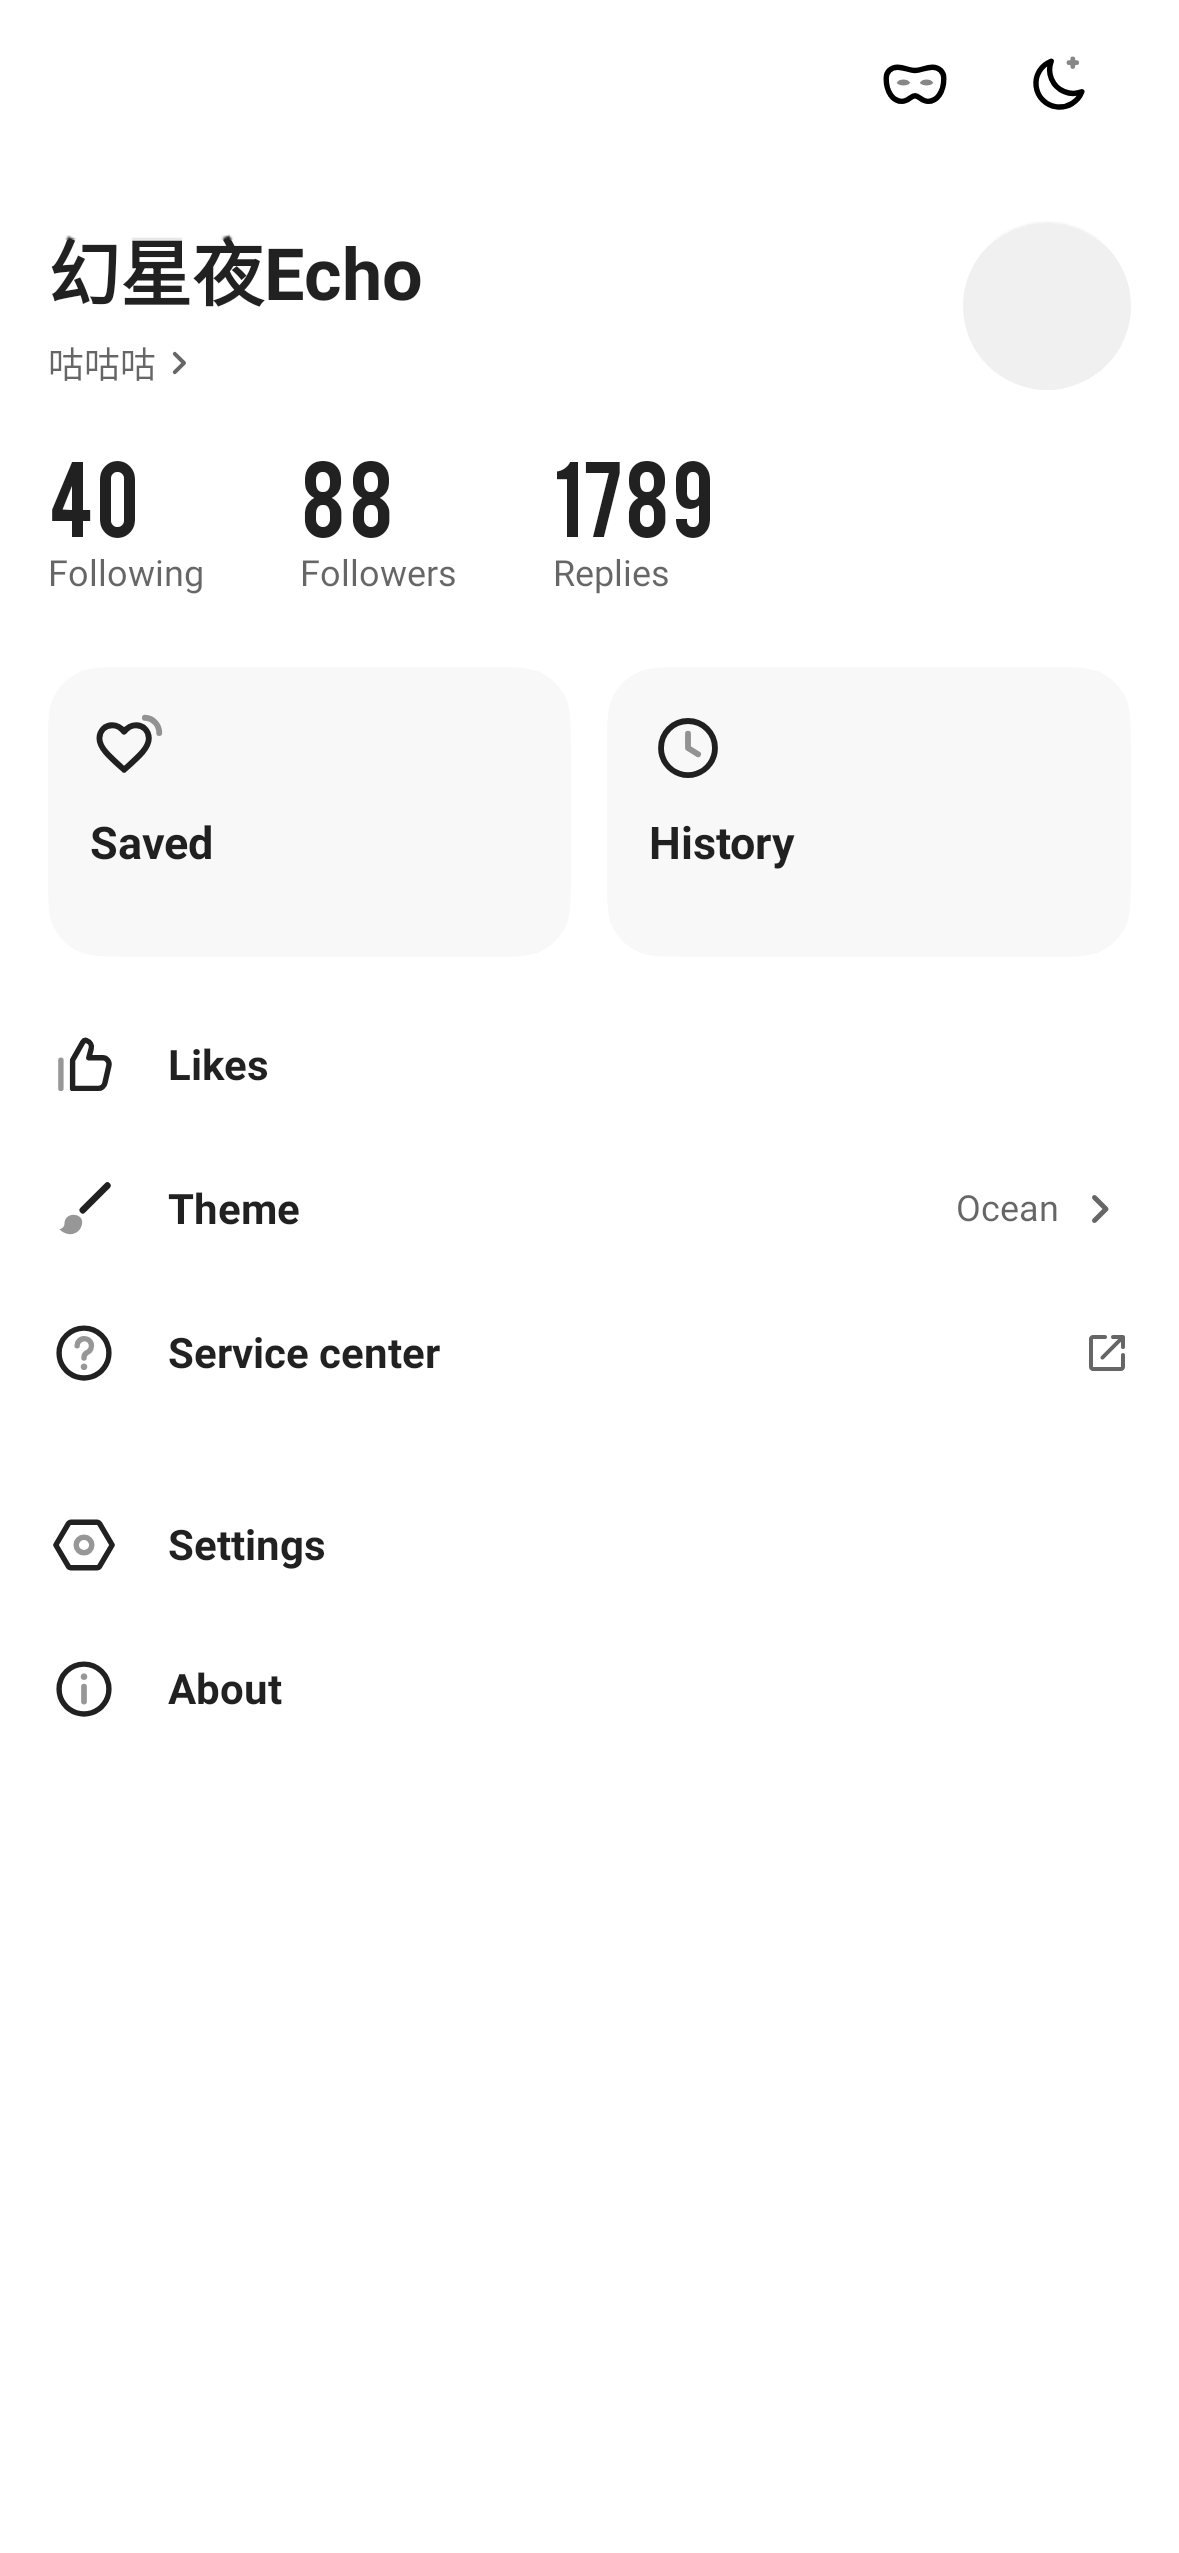 幻星夜Echo
咕咕咕
40 88 1789
Following Followers Replies
Saved History
Likes
Theme Ocean
Service center
Settings
About